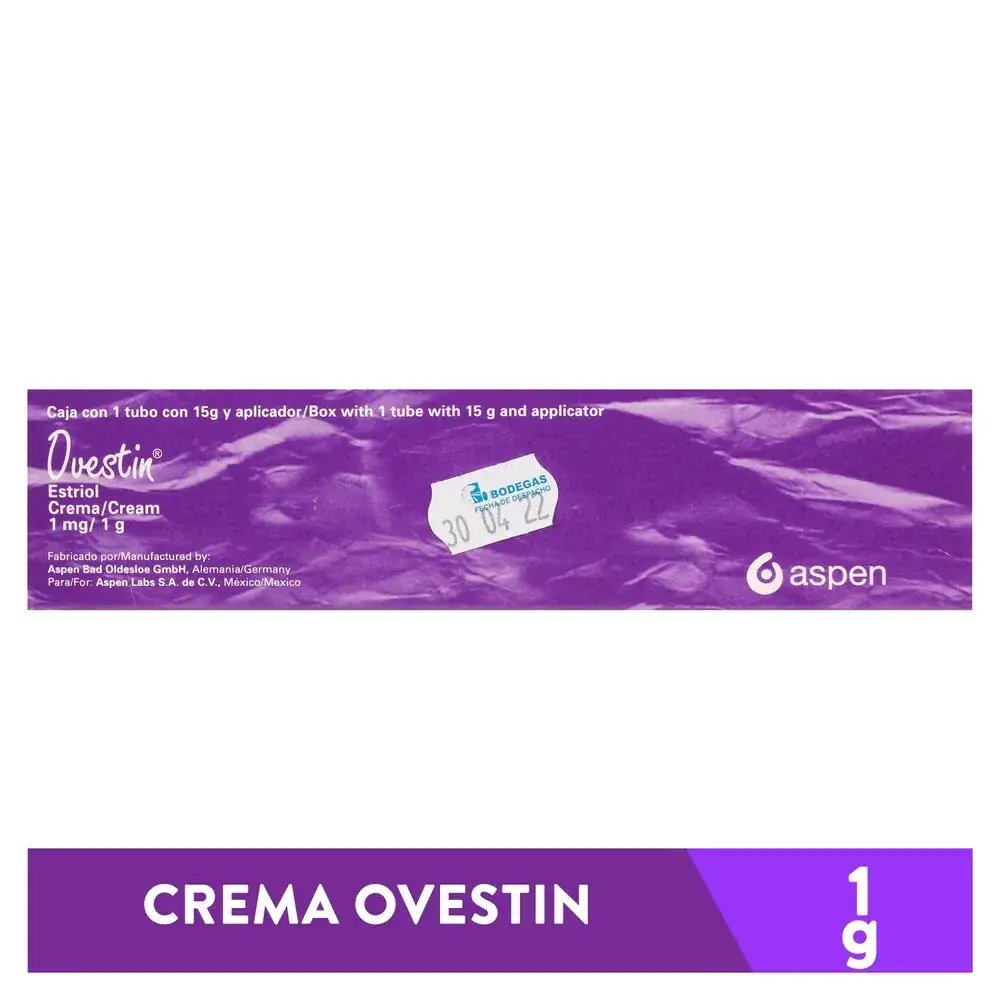 Caja con 1 tubo con 15g y aplicador/Box with 1 tube with 15 g and applicator
Ovestin®
Estriol
Crema/Cream
1 mg/ 1 g
Fabricado por/Manufactured by:
Aspen Bad Oldesloe GmbH, Alemania/Germany
Para/For: Aspen Labs S.A. de C.V., México/Mexico
BODEGAS
FECHA DE DESPACHO
30 04 22
aspen
CREMA OVESTIN
1
g